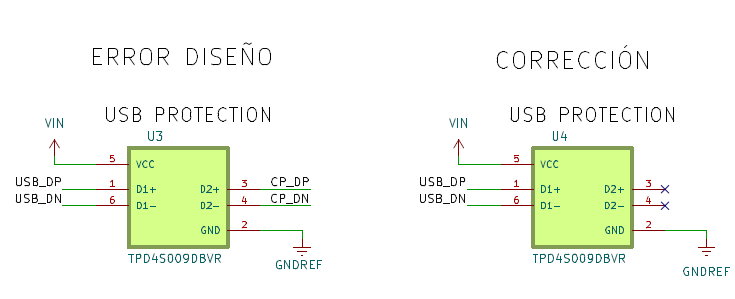 ERROR DISEÑO
USB PROTECTION
U3
VIN
5 VCC
USB_DP 1 D1+ D2+ 3 CP_DP
USB_DN 6 D1- D2- 4 CP_DN
GND 2
TPD4S009DBVR
GNDREF
CORRECCIÓN
USB PROTECTION
U4
VIN
5 VCC
USB_DP 1 D1+ D2+ 3
USB_DN 6 D1- D2- 4
GND 2
TPD4S009DBVR
GNDREF